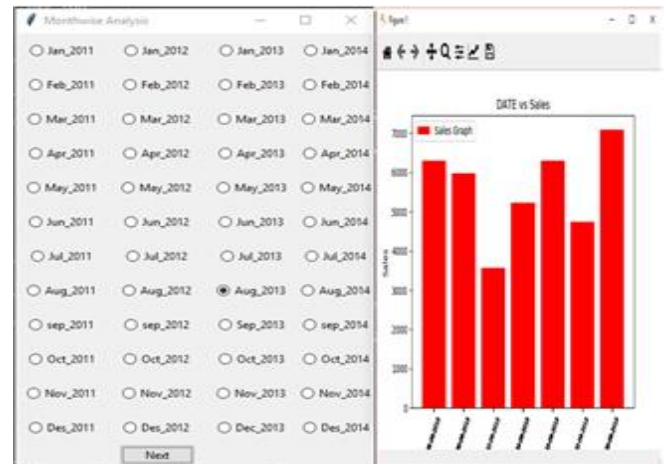 Monthwise Analysis
Jan_2011 Jan_2012 Jan_2013 Jan_2014
Feb_2011 Feb_2012 Feb_2013 Feb_2014
Mar_2011 Mar_2012 Mar_2013 Mar_2014
Apr_2011 Apr_2012 Apr_2013 Apr_2014
May_2011 May_2012 May_2013 May_2014
Jun_2011 Jun_2012 Jun_2013 Jun_2014
Jul_2011 Jul_2012 Jul_2013 Jul_2014
Aug_2011 Aug_2012 Aug_2013 Aug_2014
sep_2011 sep_2012 Sep_2013 sep_2014
Oct_2011 Oct_2012 Oct_2013 Oct_2014
Nov_2011 Nov_2012 Nov_2013 Nov_2014
Des_2011 Des_2012 Dec_2013 Des_2014
Next
Figure 1
DATE vs Sales
Sales Graph
7000
6000
5000
4000
3000
2000
1000
0
Sales